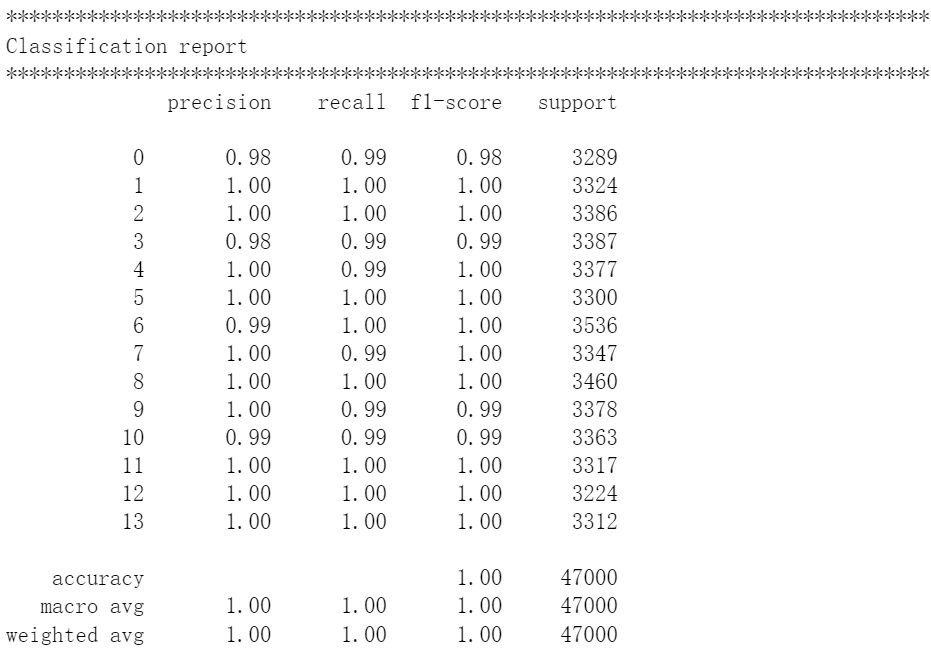 ********************************************************************************
Classification report
********************************************************************************
precision recall f1-score support
0 0.98 0.99 0.98 3289
1 1.00 1.00 1.00 3324
2 1.00 1.00 1.00 3386
3 0.98 0.99 0.99 3387
4 1.00 0.99 1.00 3377
5 1.00 1.00 1.00 3300
6 0.99 1.00 1.00 3536
7 1.00 0.99 1.00 3347
8 1.00 1.00 1.00 3460
9 1.00 0.99 0.99 3378
10 0.99 0.99 0.99 3363
11 1.00 1.00 1.00 3317
12 1.00 1.00 1.00 3224
13 1.00 1.00 1.00 3312
accuracy 1.00 47000
macro avg 1.00 1.00 1.00 47000
weighted avg 1.00 1.00 1.00 47000